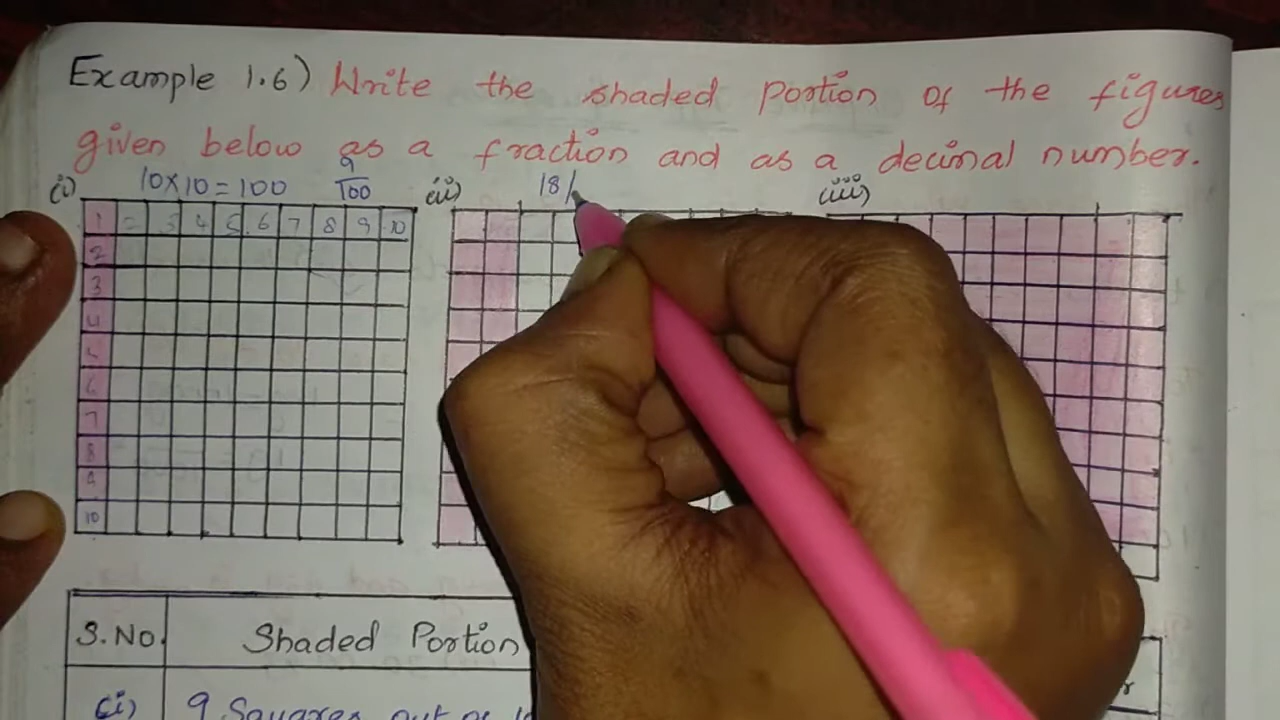 Example 1.6) Write the shaded portion of the figures
given below as a fraction and as a decimal number.
(i) 10×10=100 9/100 (ii) 18/ (iii)
1 2 3 4 5 6 7 8 9 10
2
3
4
5
6
7
8
9
10
S.No. Shaded Portion
(i) 9 Squares out of